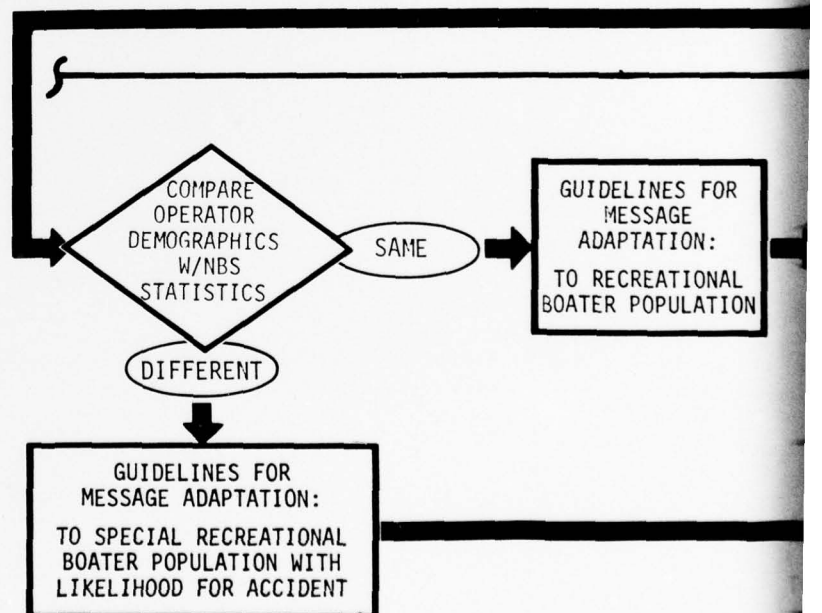 COMPARE
OPERATOR
DEMOGRAPHICS
W/NBS
STATISTICS
SAME
GUIDELINES FOR
MESSAGE
ADAPTATION:
TO RECREATIONAL
BOATER POPULATION
DIFFERENT
GUIDELINES FOR
MESSAGE ADAPTATION:
TO SPECIAL RECREATIONAL
BOATER POPULATION WITH
LIKELIHOOD FOR ACCIDENT